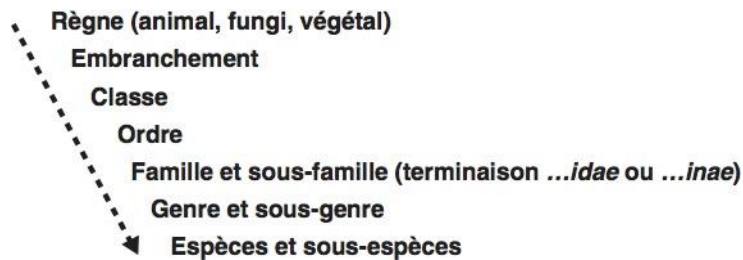 Règne (animal, fungi, végétal)
Embranchement
Classe
Ordre
Famille et sous-famille (terminaison ...idae ou ...inae)
Genre et sous-genre
Espèces et sous-espèces